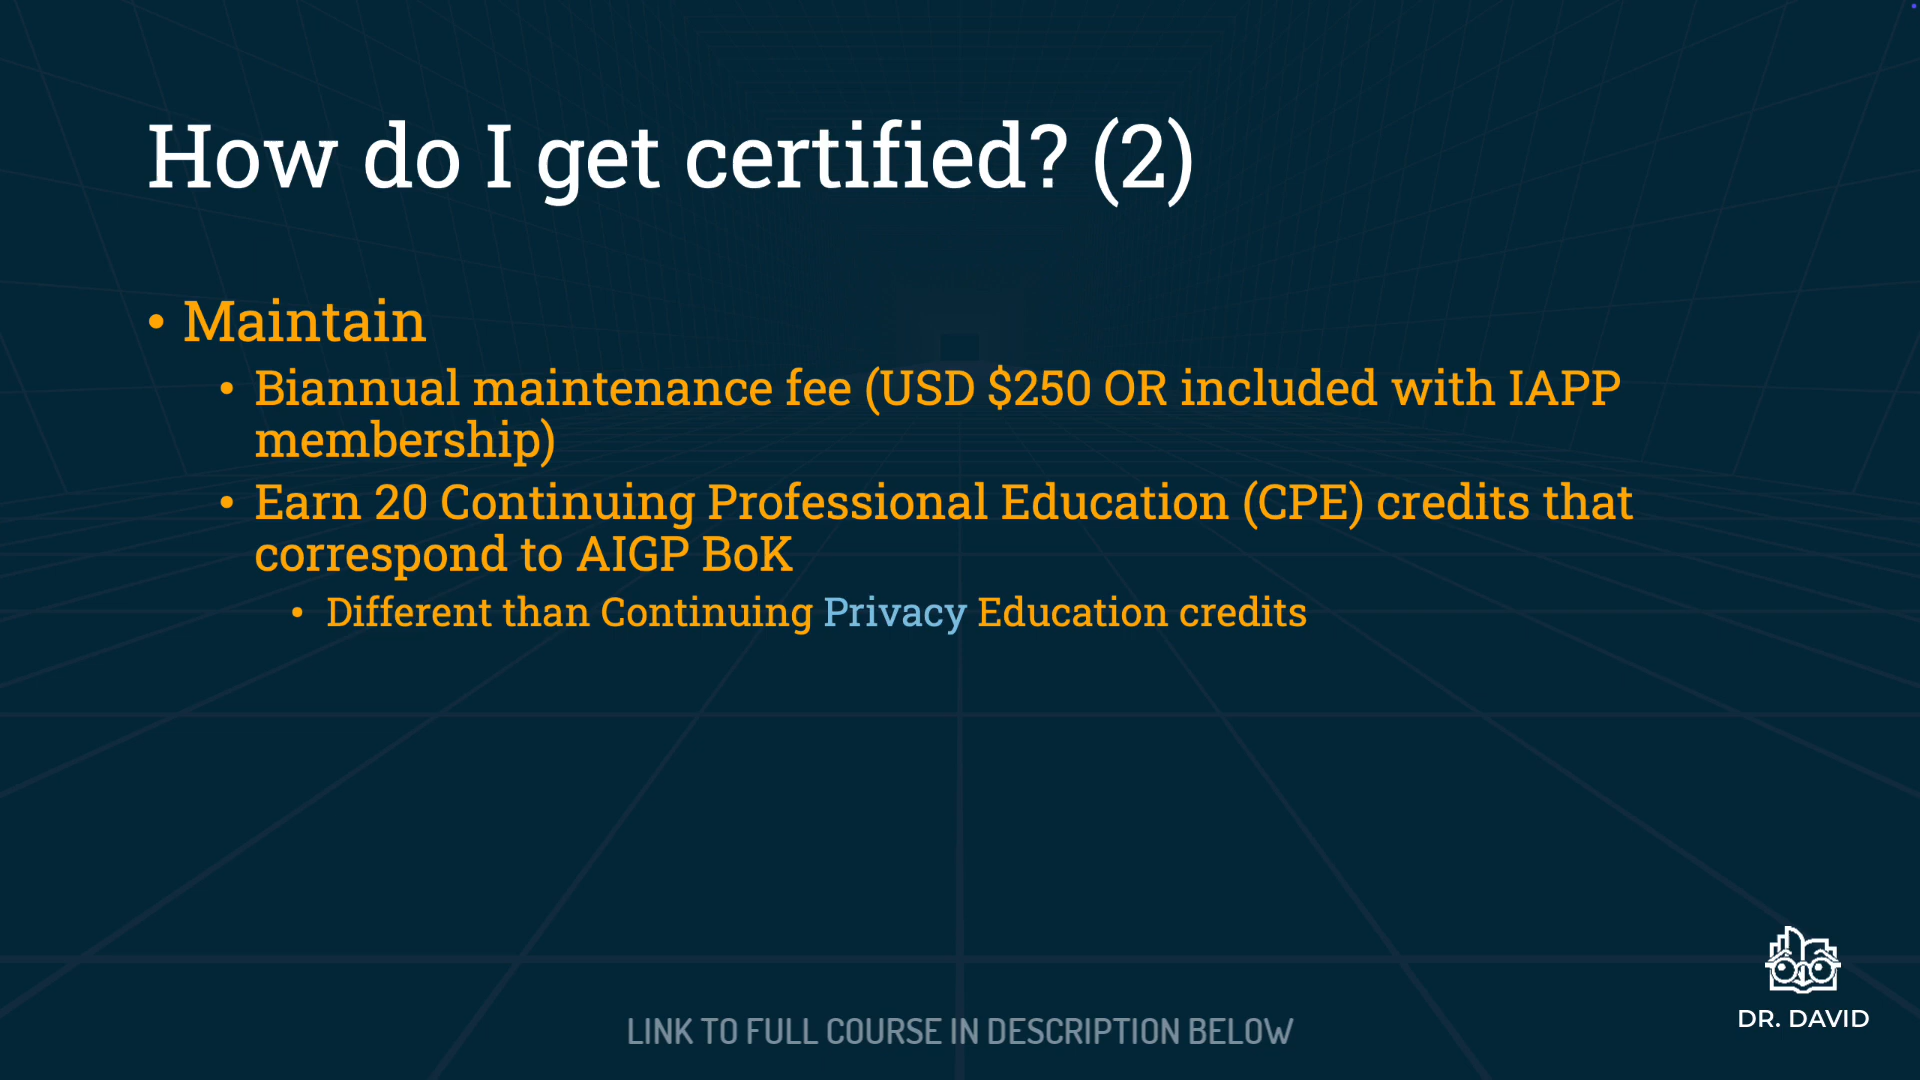 How do I get certified? (2)
• Maintain
• Biannual maintenance fee (USD $250 OR included with IAPP
membership)
• Earn 20 Continuing Professional Education (CPE) credits that
correspond to AIGP BoK
• Different than Continuing Privacy Education credits
DR. DAVID
LINK TO FULL COURSE IN DESCRIPTION BELOW